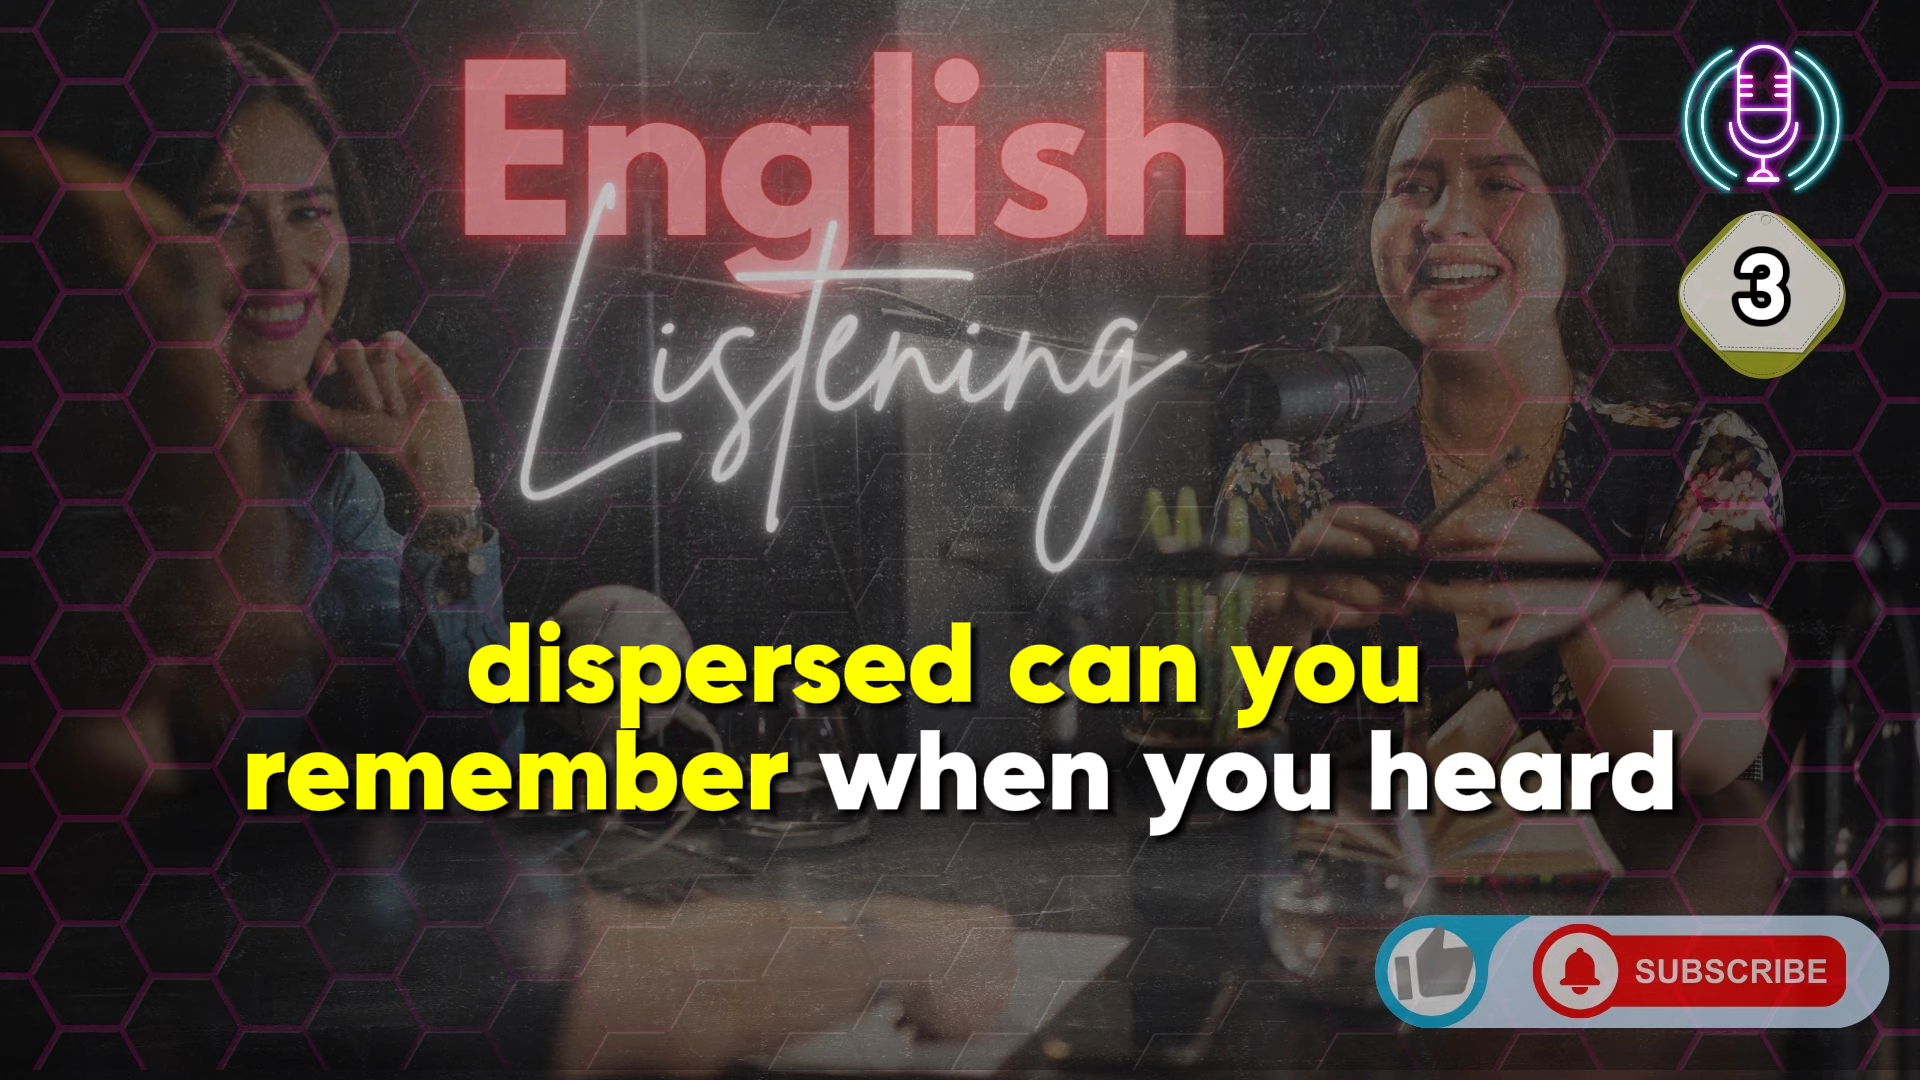 English
Listening
3
dispersed can you
remember when you heard
SUBSCRIBE